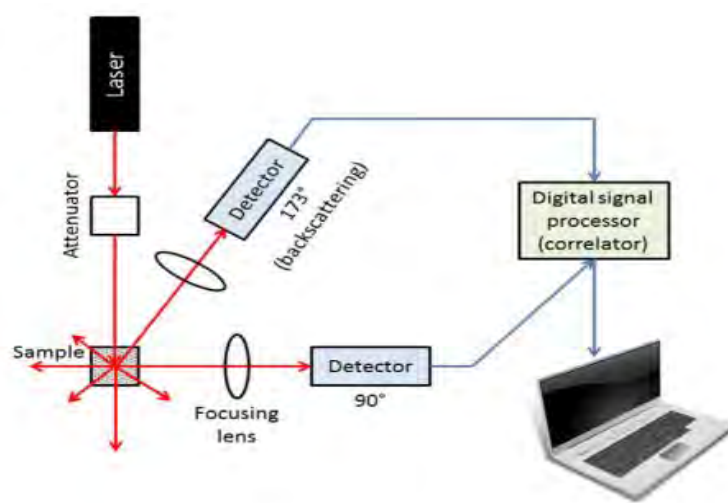 Laser
Attenuator
Detector
173°
(backscattering)
Digital signal
processor
(correlator)
Sample
Detector
90°
Focusing
lens